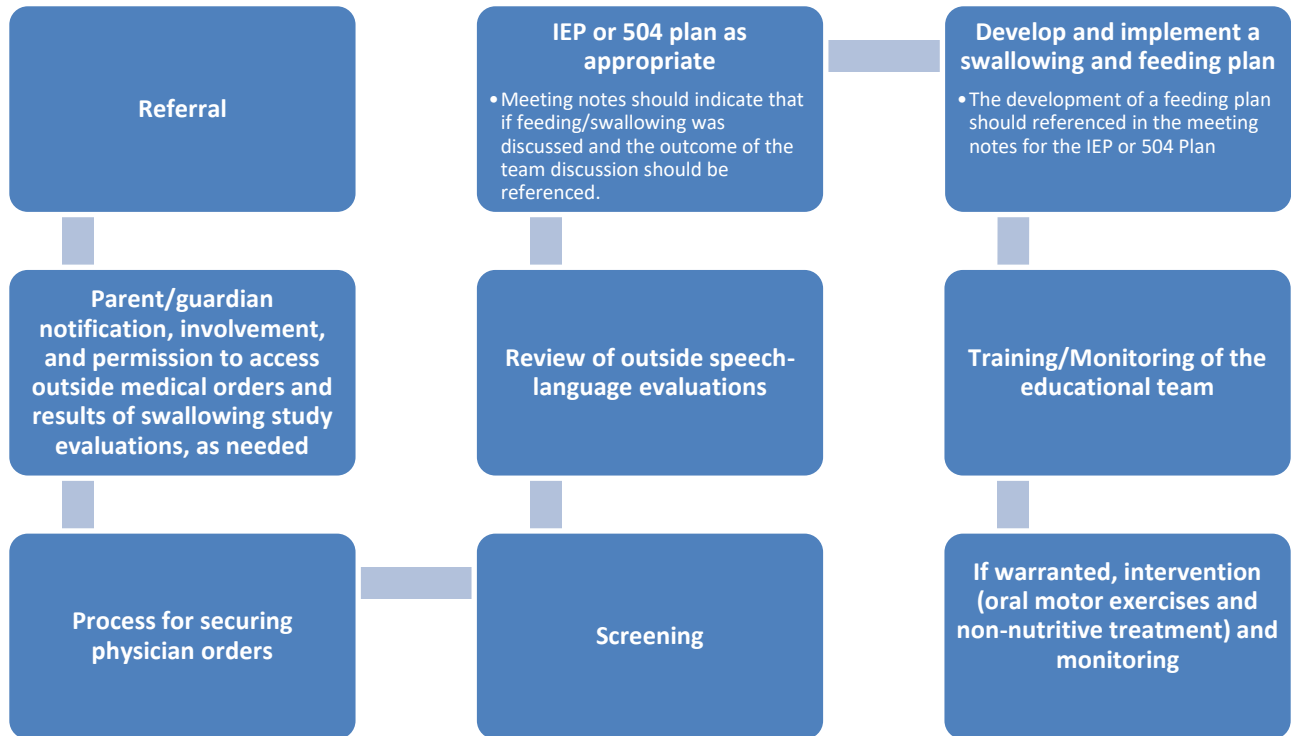 Referral
Parent/guardian
notification, involvement,
and permission to access
outside medical orders and
results of swallowing study
evaluations, as needed
Process for securing
physician orders
Screening
Review of outside speech-
language evaluations
IEP or 504 plan as
appropriate
• Meeting notes should indicate that
if feeding/swallowing was
discussed and the outcome of the
team discussion should be
referenced.
Develop and implement a
swallowing and feeding plan
• The development of a feeding plan
should referenced in the meeting
notes for the IEP or 504 Plan
Training/Monitoring of the
educational team
If warranted, intervention
(oral motor exercises and
non-nutritive treatment) and
monitoring